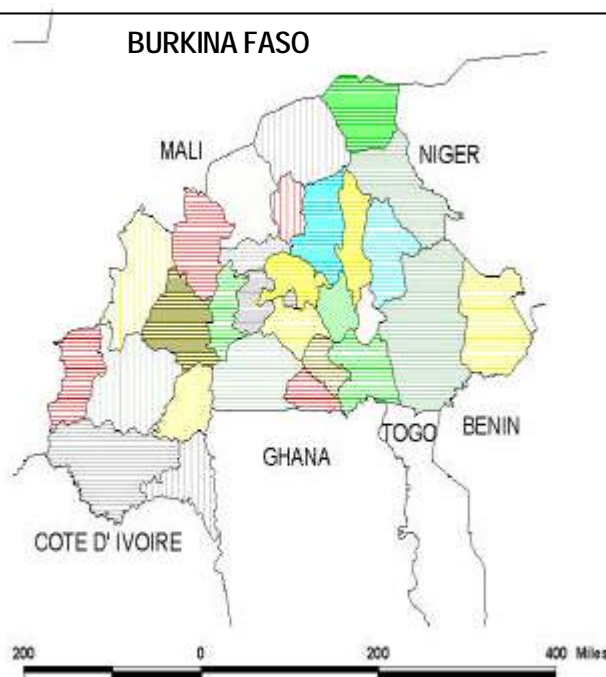 BURKINA FASO
MALI
NIGER
BENIN
TOGO
GHANA
COTE D' IVOIRE
200 0 200 400 Miles